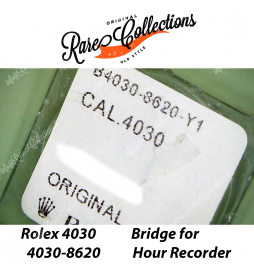 ORIGINAL
Rare Collections
OLD STYLE
B4030-8620-Y1
CAL.4030
ORIGINAL
Rolex 4030 Bridge for
4030-8620 Hour Recorder